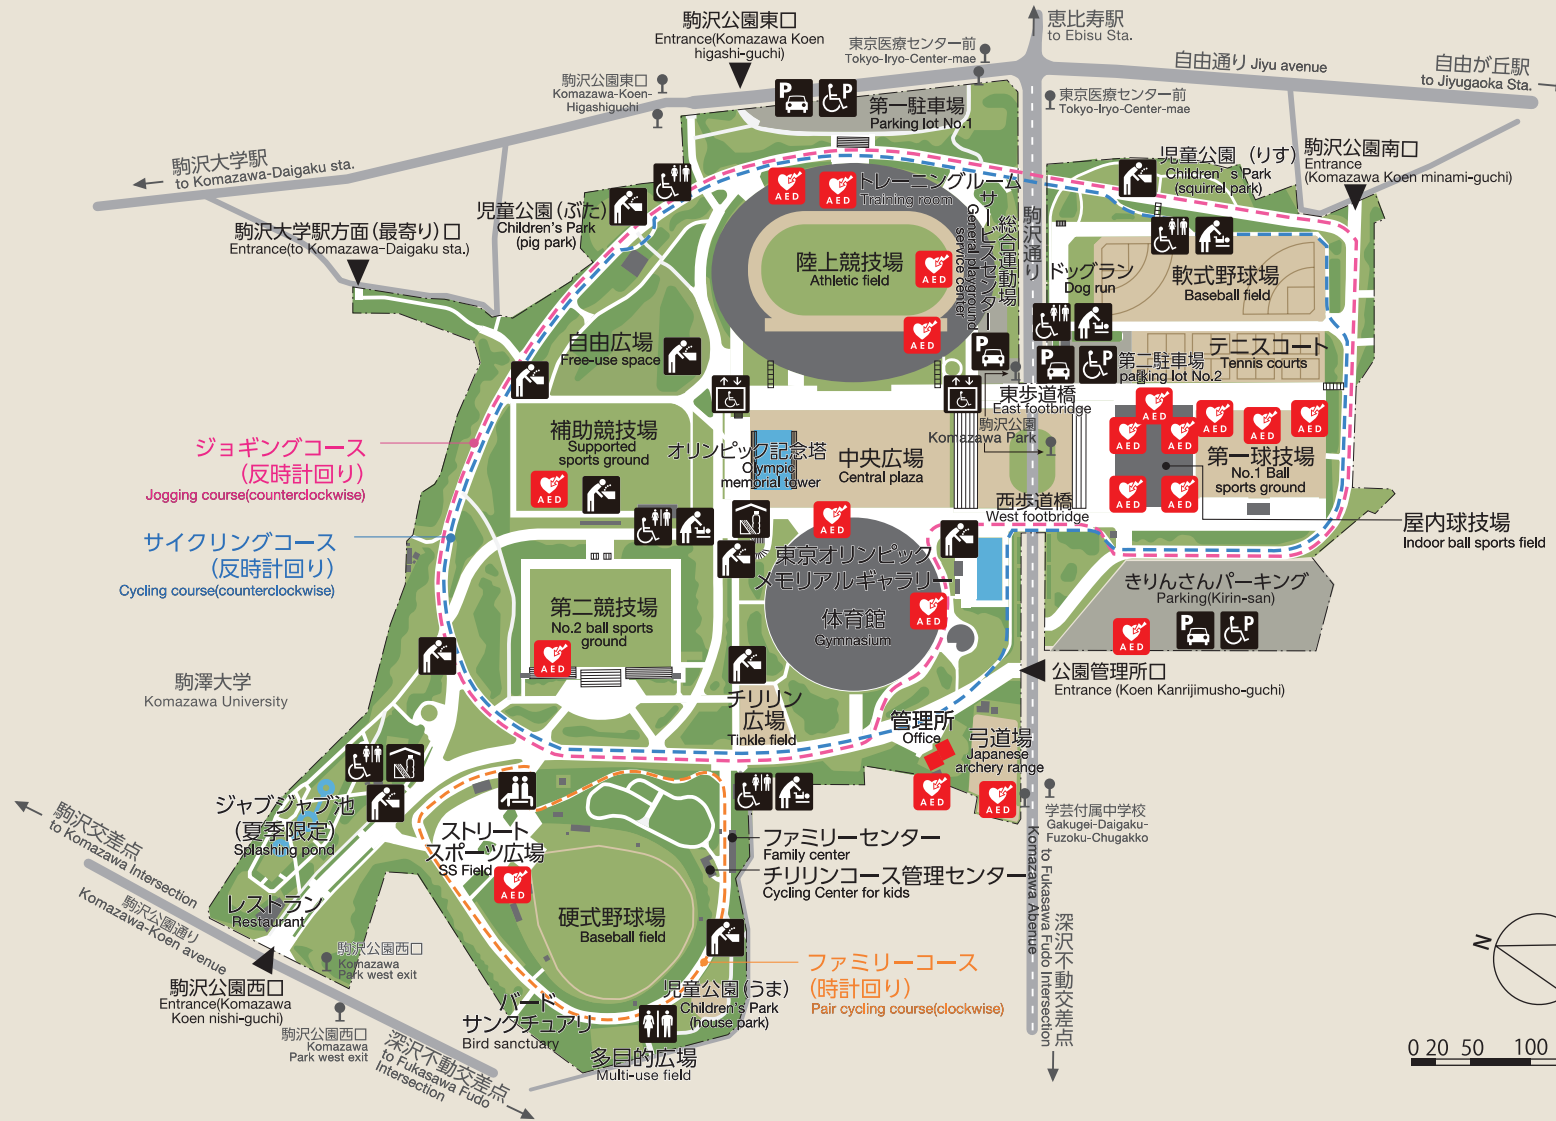 駒沢公園東口
Entrance(Komazawa Koen
higashi-guchi)
恵比寿駅
to Ebisu Sta.
東京医療センター前
Tokyo-Iryo-Center-mae
自由通り Jiyu avenue
自由が丘駅
to Jiyugaoka Sta.
駒沢公園東口
Komazawa-Koen-
Higashiguchi
P
P
第一駐車場
Parking lot No.1
東京医療センター前
Tokyo-Iryo-Center-mae
駒沢大学駅
to Komazawa-Daigaku sta.
児童公園 (りす)
Children' s Park
(squirrel park)
駒沢公園南口
Entrance
(Komazawa Koen minami-guchi)
AED
AED
トレーニングルーム
Training room
児童公園 (ぶた)
Children's Park
(pig park)
駒沢大学駅方面 (最寄り) 口
Entrance(to Komazawa-Daigaku sta.)
総合運動場
サービスセンター
General playground
service center
駒沢通り
陸上競技場
Athletic field
AED
ドッグラン
Dog run
軟式野球場
Baseball field
自由広場
Free-use space
AED
P
P
P
第二駐車場
parking lot No.2
テニスコート
Tennis courts
東歩道橋
East footbridge
駒沢公園
Komazawa Park
ジョギングコース
(反時計回り)
Jogging course(counterclockwise)
補助競技場
Supported
sports ground
AED
オリンピック記念塔
Olympic
memorial tower
中央広場
Central plaza
AED
AED
AED
AED
AED
AED
AED
AED
第一球技場
No.1 Ball
sports ground
西歩道橋
West footbridge
屋内球技場
Indoor ball sports field
サイクリングコース
(反時計回り)
Cycling course(counterclockwise)
AED
東京オリンピック
メモリアルギャラリー
体育館
Gymnasium
AED
きりんさんパーキング
Parking(Kirin-san)
AED
P
P
第二競技場
No.2 ball sports
ground
AED
駒澤大学
Komazawa University
公園管理所口
Entrance (Koen Kanrijimusho-guchi)
チリリン
広場
Tinkle field
管理所
Office
弓道場
Japanese
archery range
AED
AED
学芸付属中学校
Gakugei-Daigaku-
Fuzoku-Chugakko
ジャブジャブ池
(夏季限定)
Splashing pond
駒沢交差点
to Komazawa Intersection
ストリート
スポーツ広場
SS Field
AED
ファミリーセンター
Family center
チリリンコース管理センター
Cycling Center for kids
レストラン
Restaurant
駒沢公園通り
Komazawa-Koen avenue
硬式野球場
Baseball field
Komazawa Abenue
to Fukasawa Fudo Intersection
深沢不動交差点
駒沢公園西口
Komazawa
Park west exit
ファミリーコース
(時計回り)
Pair cycling course(clockwise)
駒沢公園西口
Entrance(Komazawa
Koen nishi-guchi)
児童公園 (うま)
Children's Park
(house park)
バード
サンクチュアリ
Bird sanctuary
駒沢公園西口
Komazawa
Park west exit
多目的広場
Multi-use field
深沢不動交差点
to Fukasawa Fudo
Intersection
N
0 20 50 100